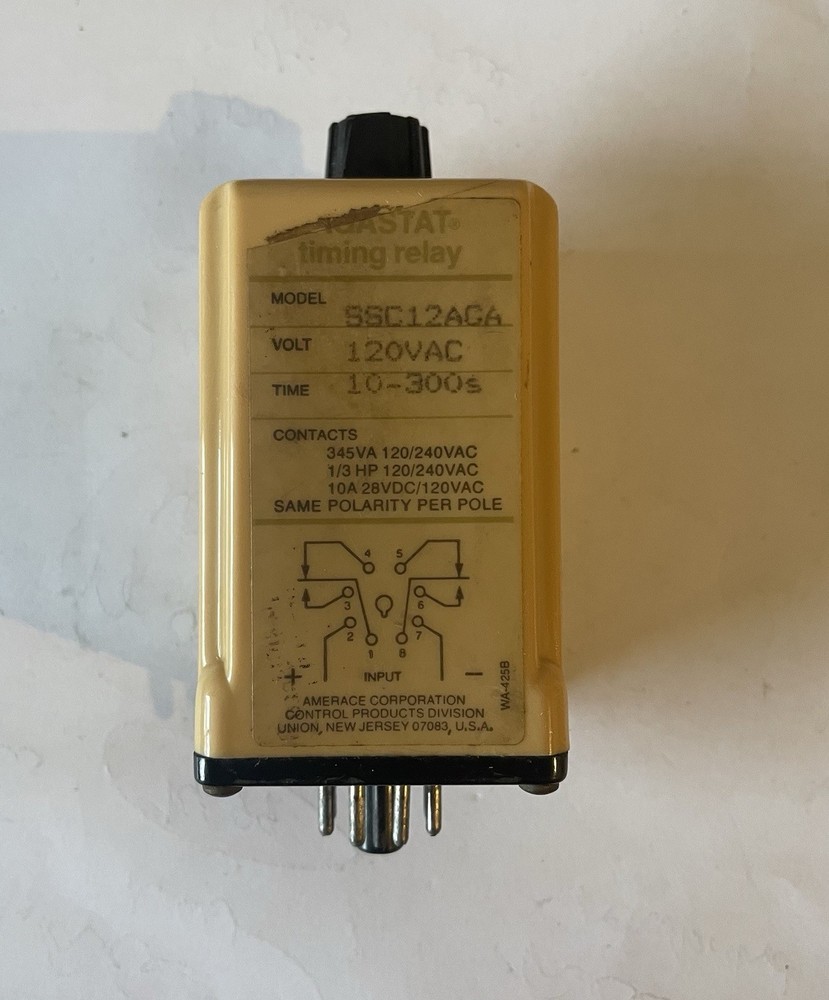 timing relay
MODEL SSC12AGA
VOLT 120VAC
TIME 10-300s
CONTACTS
345VA 120/240VAC
1/3 HP 120/240VAC
10A 28VDC/120VAC
SAME POLARITY PER POLE
4 5
3 6
2 7
1 8
+ INPUT −
WA-425B
AMERACE CORPORATION
CONTROL PRODUCTS DIVISION
UNION, NEW JERSEY 07083, U.S.A.